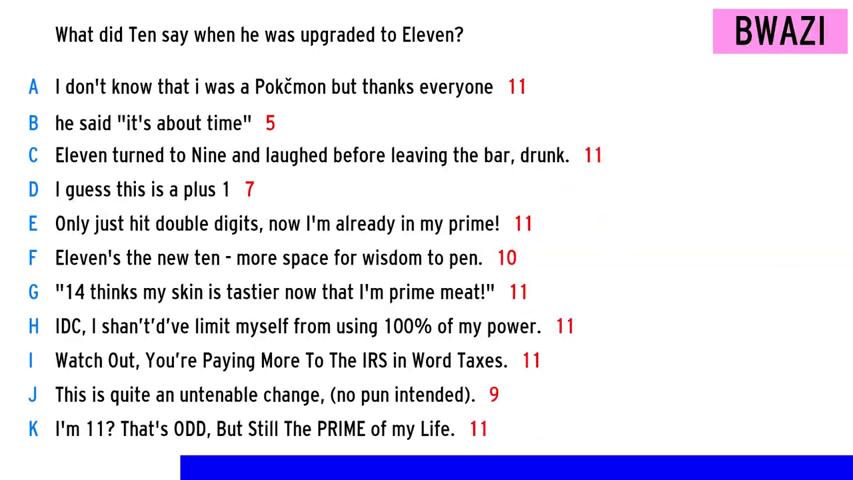 What did Ten say when he was upgraded to Eleven?
BWAZI
A I don't know that i was a Pokčmon but thanks everyone 11
B he said "it's about time" 5
C Eleven turned to Nine and laughed before leaving the bar, drunk. 11
D I guess this is a plus 1 7
E Only just hit double digits, now I'm already in my prime! 11
F Eleven's the new ten - more space for wisdom to pen. 10
G "14 thinks my skin is tastier now that I'm prime meat!" 11
H IDC, I shan’t’d’ve limit myself from using 100% of my power. 11
I Watch Out, You’re Paying More To The IRS in Word Taxes. 11
J This is quite an untenable change, (no pun intended). 9
K I'm 11? That's ODD, But Still The PRIME of my Life. 11